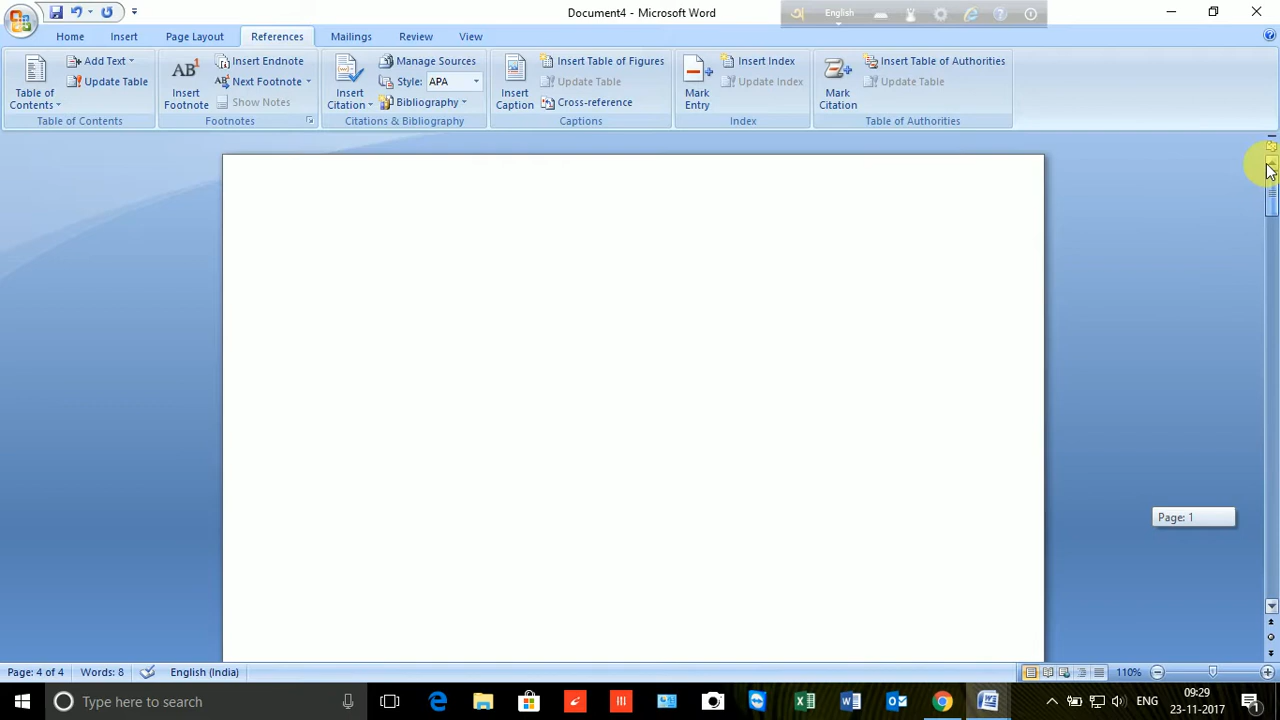 Document4 - Microsoft Word
English
Home Insert Page Layout References Mailings Review View
Table of Contents
Add Text
Update Table
Table of Contents
AB1 Insert Footnote
Insert Endnote
Next Footnote
Show Notes
Footnotes
Insert Citation
Manage Sources
Style: APA
Bibliography
Citations & Bibliography
Insert Caption
Insert Table of Figures
Update Table
Cross-reference
Captions
Mark Entry
Insert Index
Update Index
Index
Mark Citation
Insert Table of Authorities
Update Table
Table of Authorities
Page: 1
Page: 4 of 4 Words: 8 English (India) 110%
Type here to search
ENG
09:29
23-11-2017